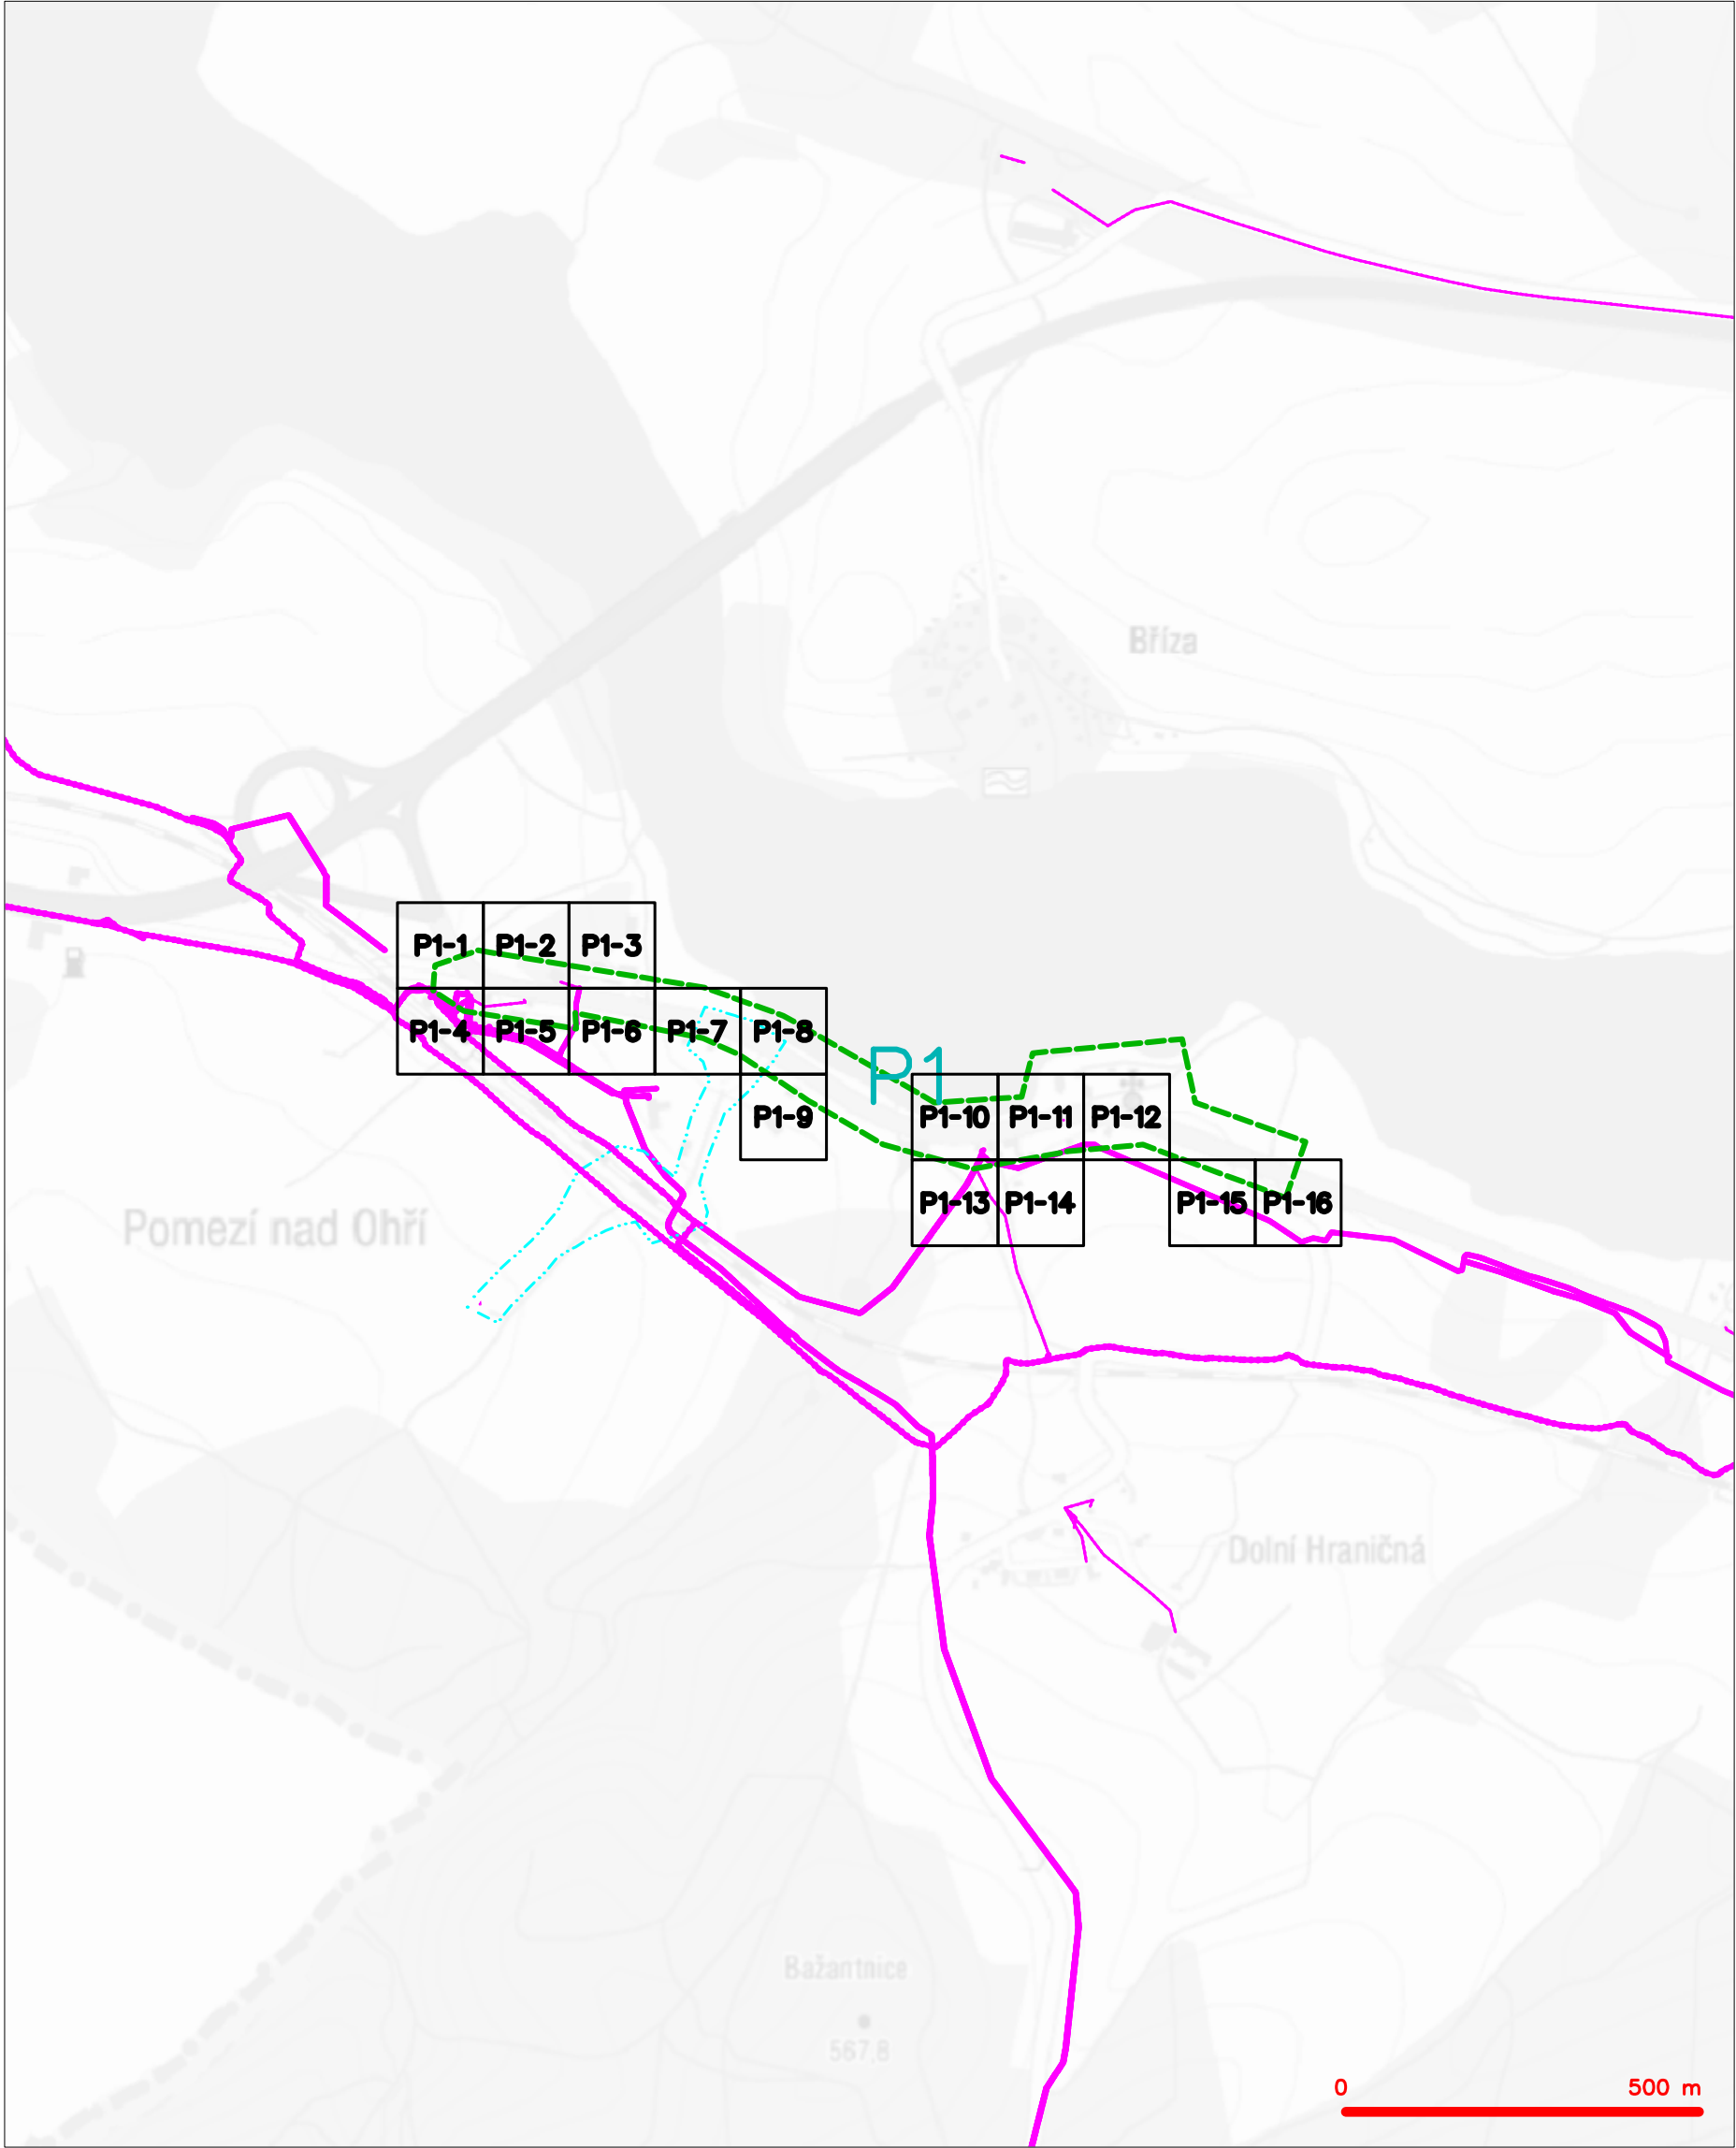 Bříza
P1-1 P1-2 P1-3
P1-4 P1-5 P1-6 P1-7 P1-8
P1
P1-9 P1-10 P1-11 P1-12
P1-13 P1-14 P1-15 P1-16
Pomezí nad Ohří
Dolní Hraničná
Bažantnice
567,8
0 500 m